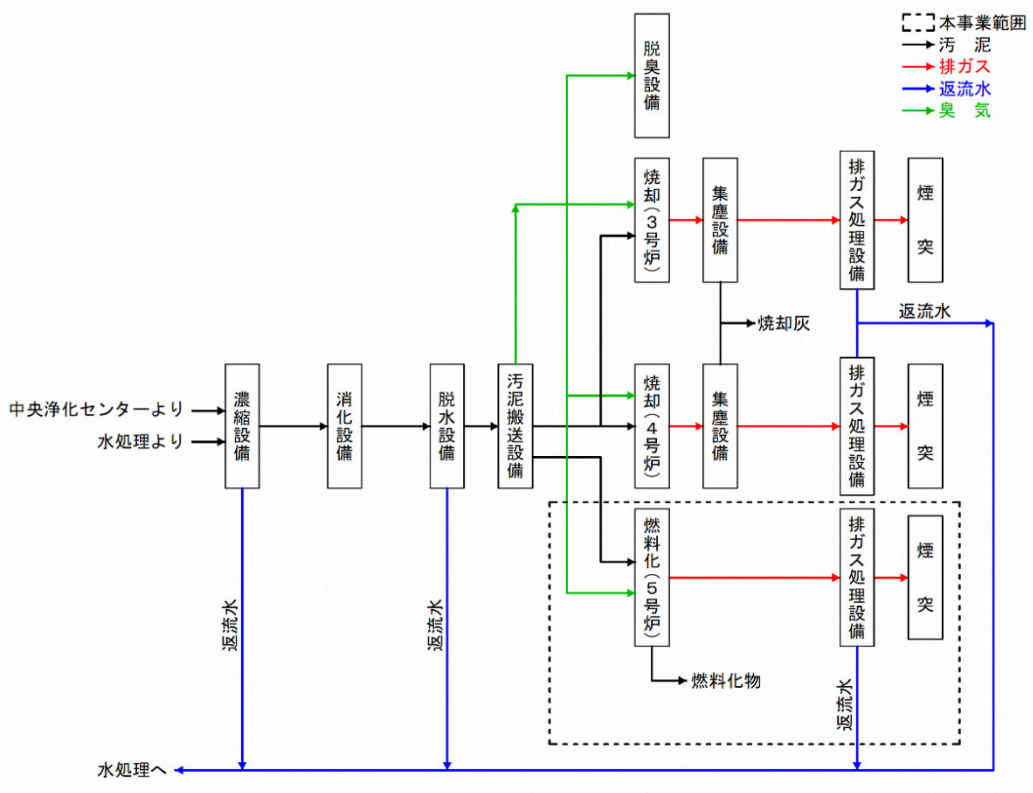 本事業範囲
汚 泥
排ガス
返流水
臭 気
脱臭設備
焼却(3号炉)
集塵設備
排ガス処理設備
煙 突
焼却灰
返流水
中央浄化センターより
水処理より
濃縮設備
消化設備
脱水設備
汚泥搬送設備
焼却(4号炉)
集塵設備
排ガス処理設備
煙 突
燃料化(5号炉)
排ガス処理設備
煙 突
返流水
返流水
燃料化物
返流水
水処理へ